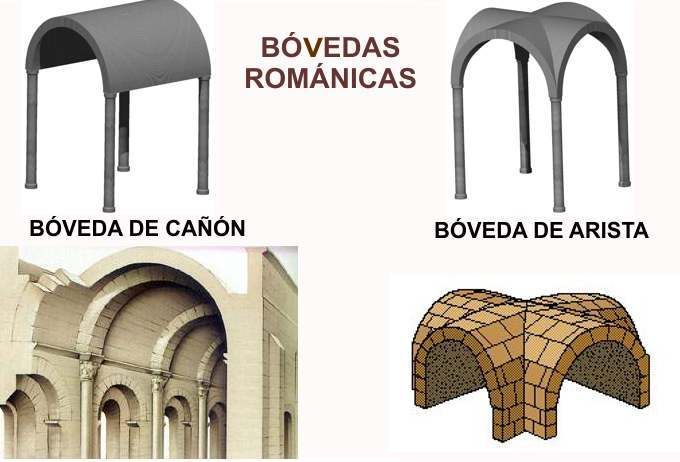 BÓVEDAS
ROMÁNICAS
BÓVEDA DE CAÑÓN
BÓVEDA DE ARISTA